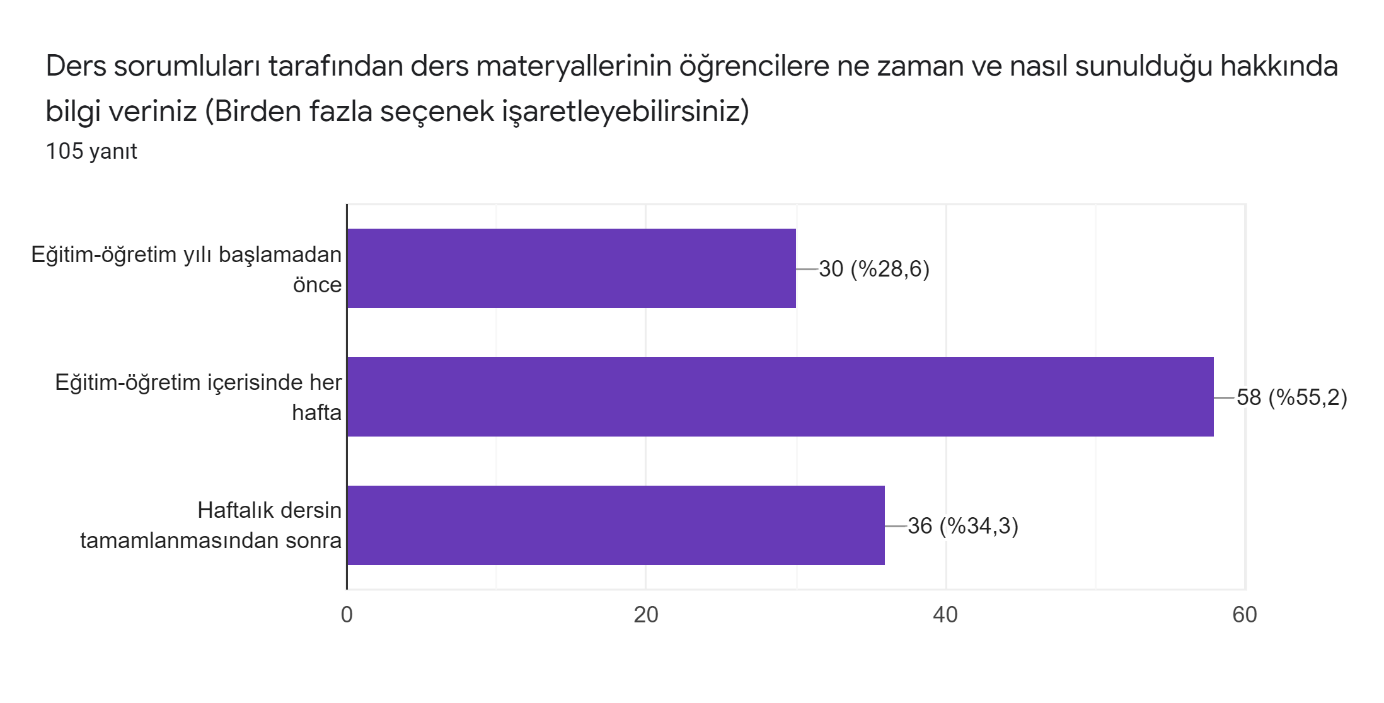 Ders sorumluları tarafından ders materyallerinin öğrencilere ne zaman ve nasıl sunulduğu hakkında
bilgi veriniz (Birden fazla seçenek işaretleyebilirsiniz)
105 yanıt
Eğitim-öğretim yılı başlamadan
önce
30 (%28,6)
Eğitim-öğretim içerisinde her
hafta
58 (%55,2)
Haftalık dersin
tamamlanmasından sonra
36 (%34,3)
0 20 40 60